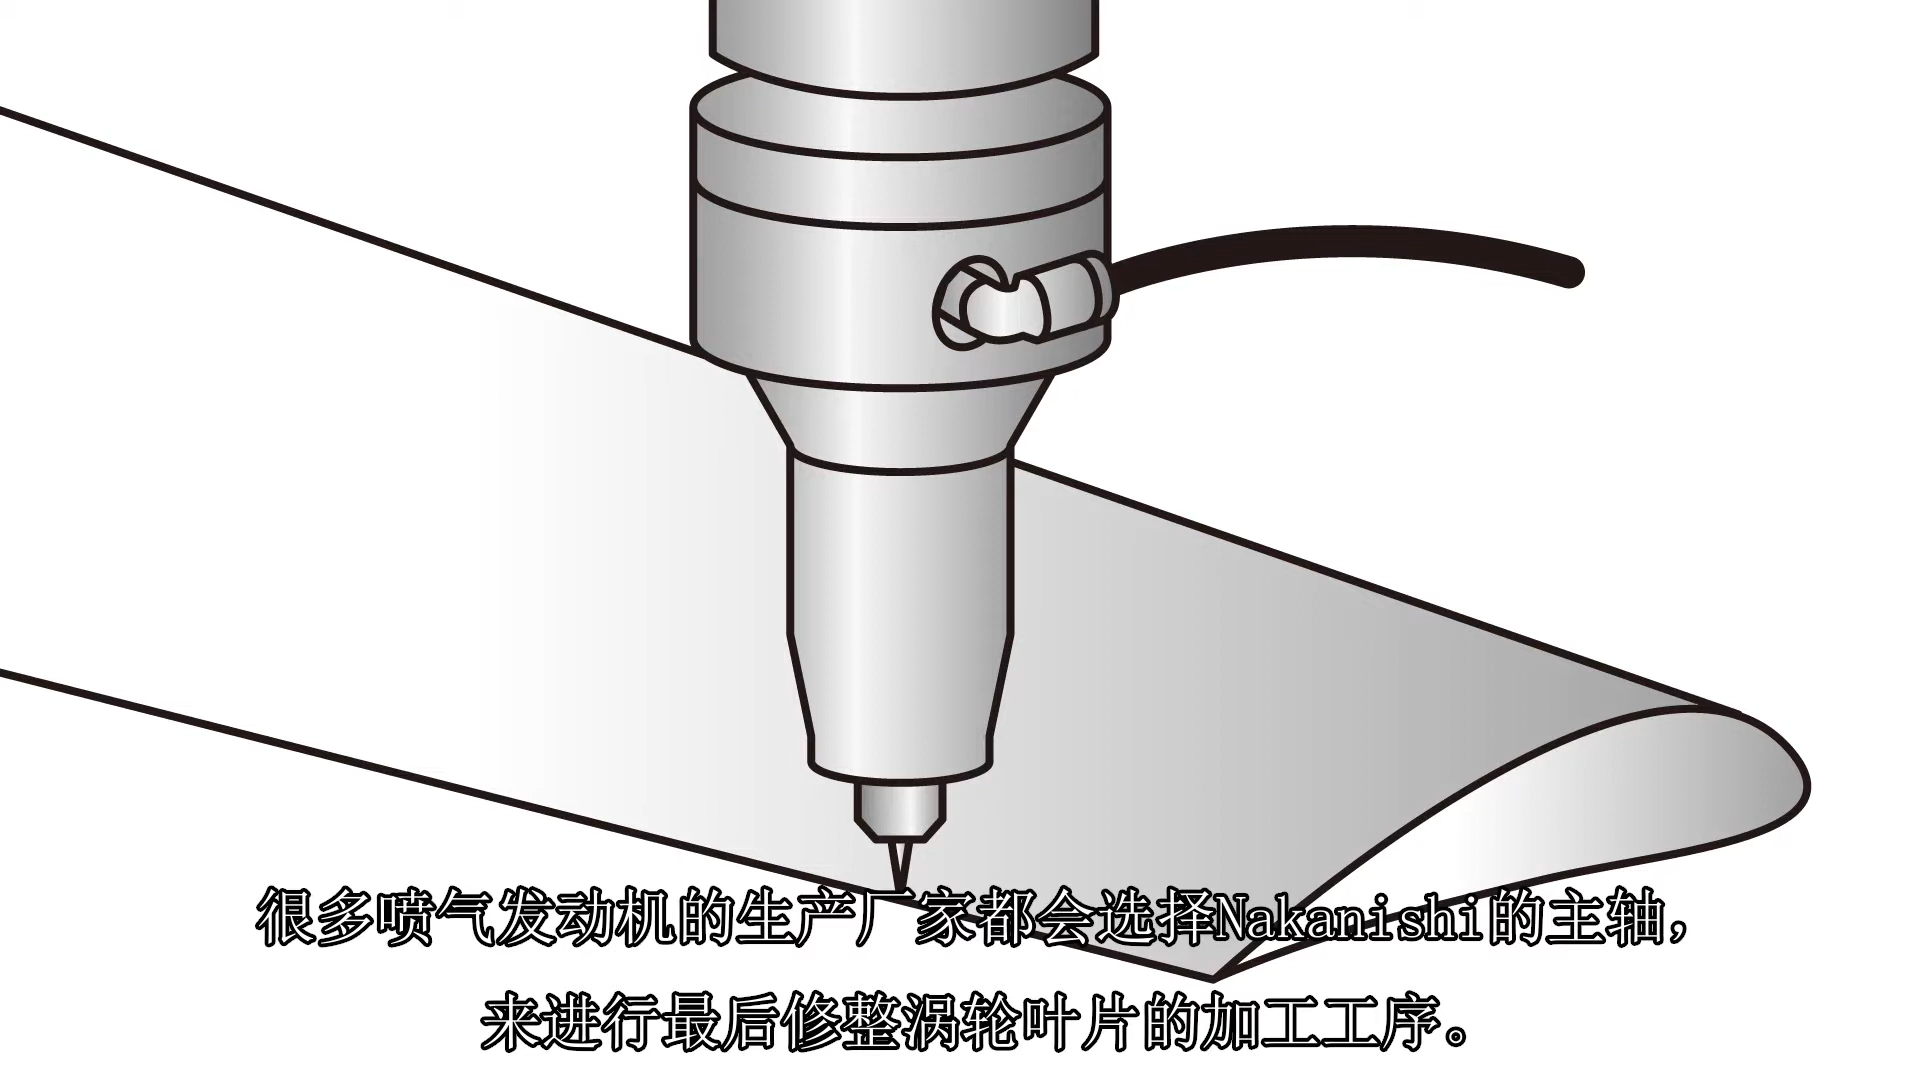 很多喷气发动机的生产厂家都会选择Nakanishi的主轴，
来进行最后修整涡轮叶片的加工工序。